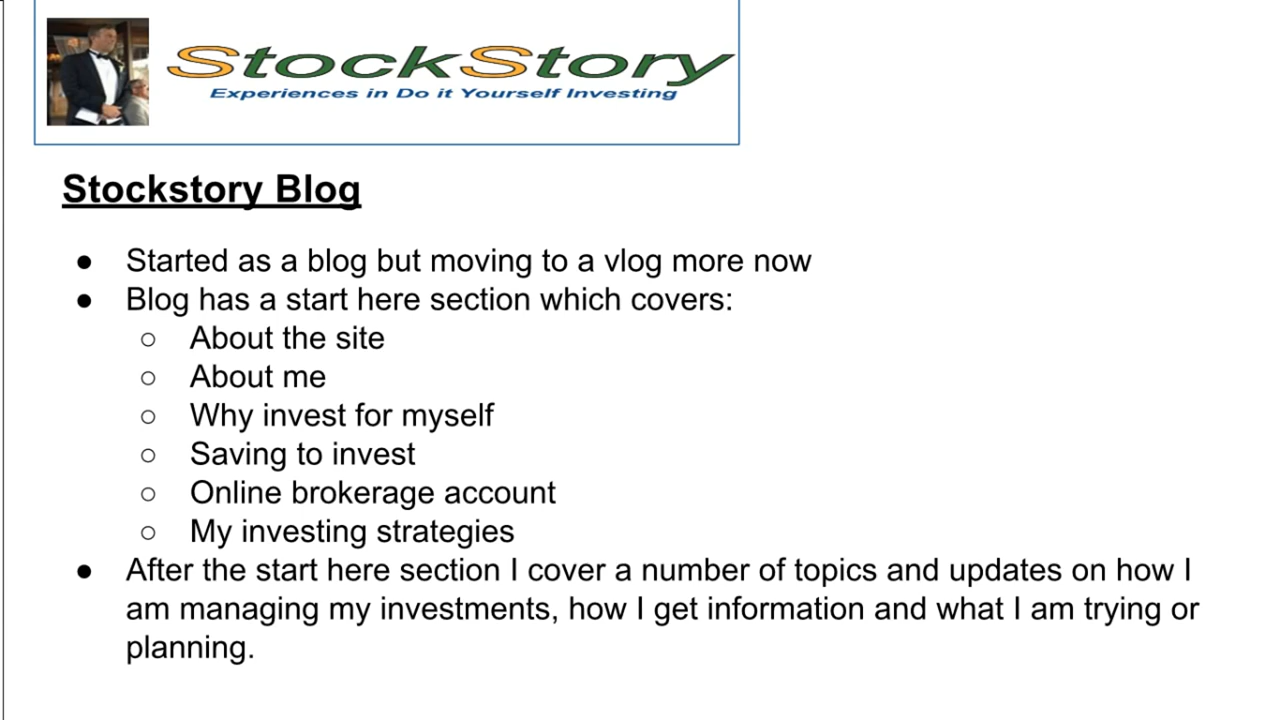 StockStory
Experiences in Do it Yourself Investing
Stockstory Blog
● Started as a blog but moving to a vlog more now
● Blog has a start here section which covers:
○ About the site
○ About me
○ Why invest for myself
○ Saving to invest
○ Online brokerage account
○ My investing strategies
● After the start here section I cover a number of topics and updates on how I
am managing my investments, how I get information and what I am trying or
planning.